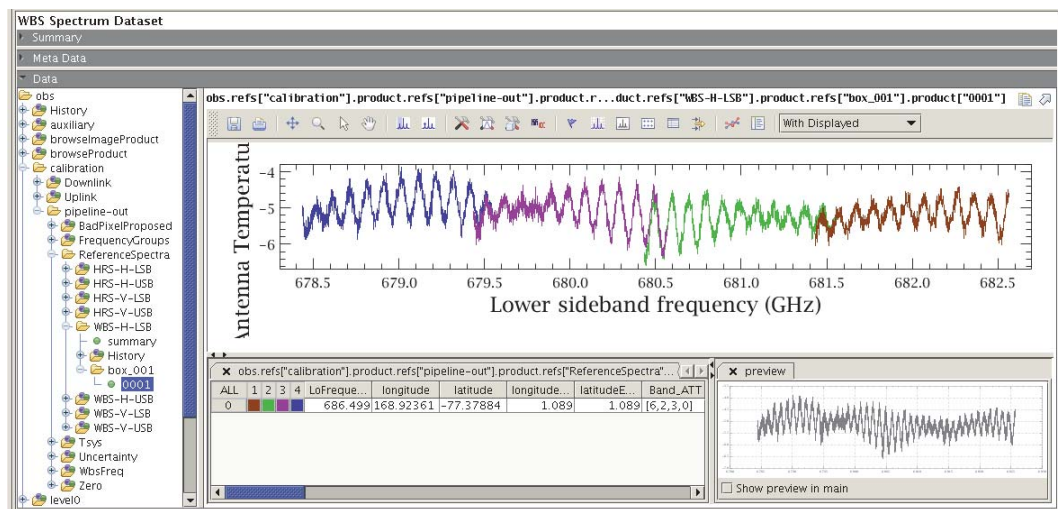 WBS Spectrum Dataset
Summary
Meta Data
Data
obs
History
auxiliary
browseImageProduct
browseProduct
calibration
Downlink
Uplink
pipeline-out
BadPixelProposed
FrequencyGroups
ReferenceSpectra
HRS-H-LSB
HRS-H-USB
HRS-V-LSB
HRS-V-USB
WBS-H-LSB
summary
History
box_001
0001
WBS-H-USB
WBS-V-LSB
WBS-V-USB
Tsys
Uncertainty
WbsFreq
Zero
level0
obs.refs["calibration"].product.refs["pipeline-out"].product.r...duct.refs["WBS-H-LSB"].product.refs["box_001"].product["0001"]
With Displayed
Antenna Temperatu
-4
-5
-6
678.5 679.0 679.5 680.0 680.5 681.0 681.5 682.0 682.5
Lower sideband frequency (GHz)
obs.refs["calibration"].product.refs["pipeline-out"].product.refs["ReferenceSpectra"...
ALL 1 2 3 4 LoFreque... longitude latitude longitude... latitudeE... Band_ATT
0 686.499 168.92361 -77.37884 1.089 1.089 [6,2,3,0]
preview
Show preview in main